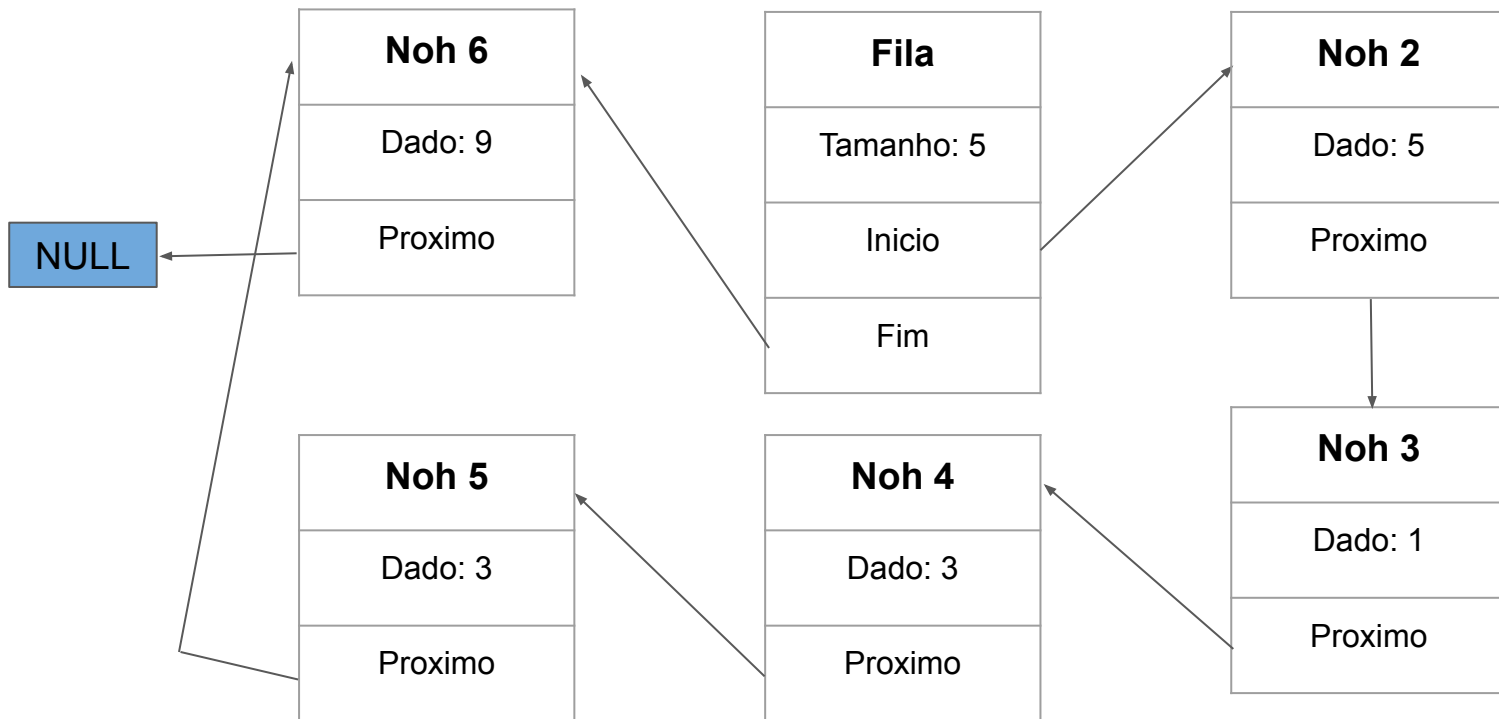 Noh 6
Dado: 9
Proximo
NULL
Fila
Tamanho: 5
Inicio
Fim
Noh 2
Dado: 5
Proximo
Noh 5
Dado: 3
Proximo
Noh 4
Dado: 3
Proximo
Noh 3
Dado: 1
Proximo